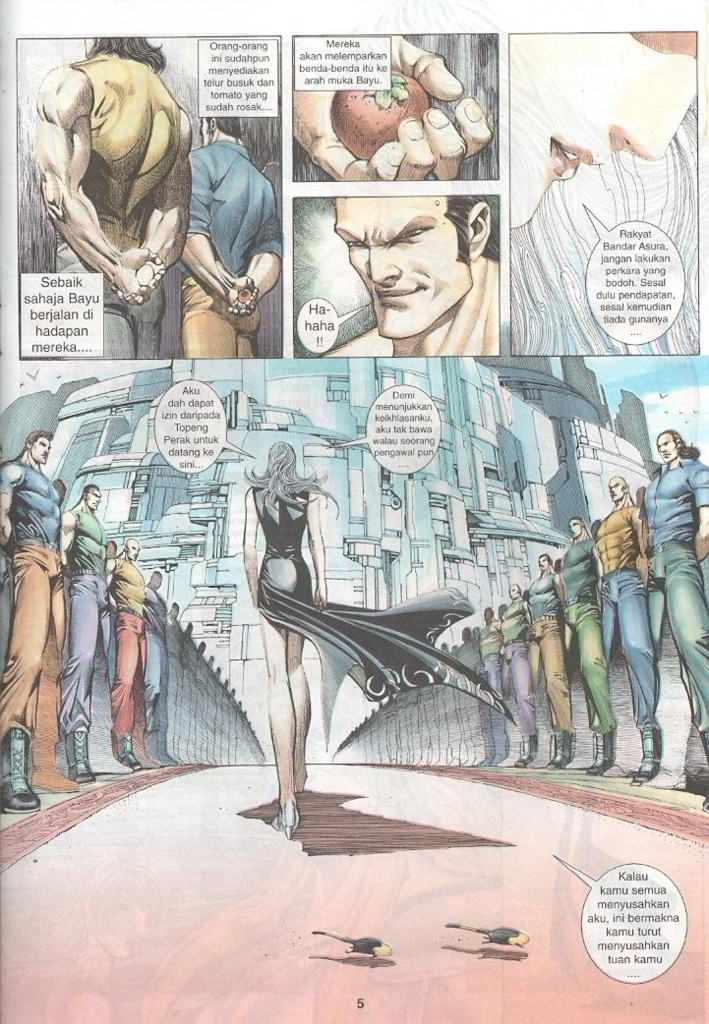 Orang-orang
ini sudahpun
menyediakan
telur busuk dan
tomato yang
sudah rosak....
Sebaik
sahaja Bayu
berjalan di
hadapan
mereka....
Mereka
akan melemparkan
benda-benda itu ke
arah muka Bayu.
Ha-
haha
!!
Rakyat
Bandar Asura,
jangan lakukan
perkara yang
bodoh. Sesal
dulu pendapatan,
sesal kemudian
tiada gunanya
....
Aku
dah dapat
izin daripada
Topeng
Perak untuk
datang ke
sini...
Demi
menunjukkan
keikhlasanku,
aku tak bawa
walau seorang
pengawal pun
....
Kalau
kamu semua
menyusahkan
aku, ini bermakna
kamu turut
menyusahkan
tuan kamu
....
5